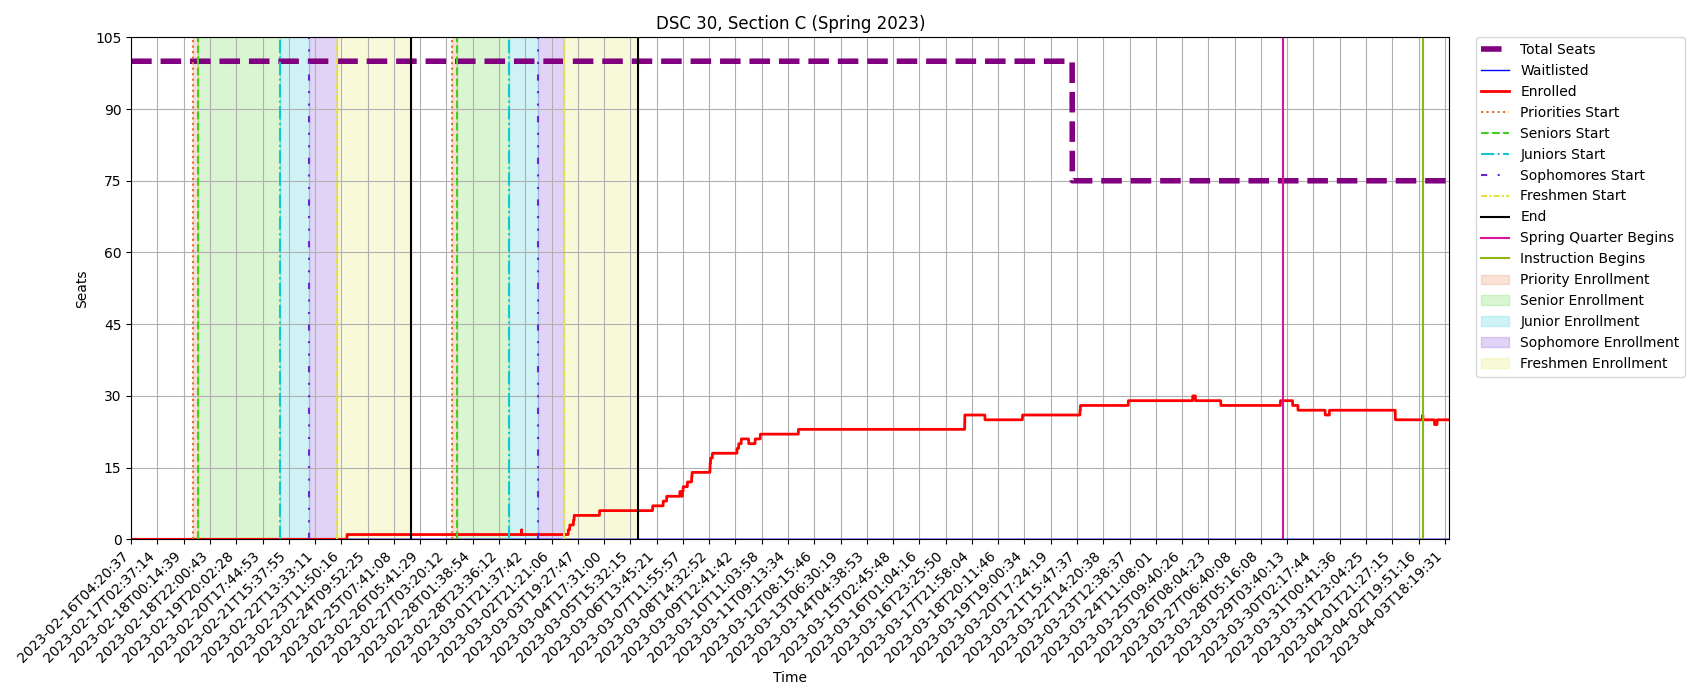 DSC 30, Section C (Spring 2023)
105
90
75
60
45
30
15
0
Seats
2023-02-16T04:20:37
2023-02-17T02:37:14
2023-02-18T00:14:39
2023-02-18T22:00:43
2023-02-19T20:02:28
2023-02-20T17:44:53
2023-02-21T15:37:55
2023-02-22T13:33:11
2023-02-23T11:50:16
2023-02-24T09:52:25
2023-02-25T07:41:08
2023-02-26T05:41:29
2023-02-27T03:20:12
2023-02-28T01:38:54
2023-02-28T23:36:12
2023-03-01T21:37:42
2023-03-02T21:21:06
2023-03-03T19:27:47
2023-03-04T17:31:00
2023-03-05T15:32:15
2023-03-06T13:45:21
2023-03-07T11:55:57
2023-03-08T14:32:52
2023-03-09T12:41:42
2023-03-10T11:03:58
2023-03-11T09:13:34
2023-03-12T08:15:46
2023-03-13T06:30:19
2023-03-14T04:38:53
2023-03-15T02:45:48
2023-03-16T01:04:16
2023-03-16T23:25:50
2023-03-17T21:58:04
2023-03-18T20:11:46
2023-03-19T19:00:34
2023-03-20T17:24:19
2023-03-21T15:47:37
2023-03-22T14:20:38
2023-03-23T12:38:37
2023-03-24T11:08:01
2023-03-25T09:40:26
2023-03-26T08:04:23
2023-03-27T06:40:08
2023-03-28T05:16:08
2023-03-29T03:40:13
2023-03-30T02:17:44
2023-03-31T00:41:36
2023-03-31T23:04:25
2023-04-01T21:27:15
2023-04-02T19:51:16
2023-04-03T18:19:31
Time
Total Seats
Waitlisted
Enrolled
Priorities Start
Seniors Start
Juniors Start
Sophomores Start
Freshmen Start
End
Spring Quarter Begins
Instruction Begins
Priority Enrollment
Senior Enrollment
Junior Enrollment
Sophomore Enrollment
Freshmen Enrollment